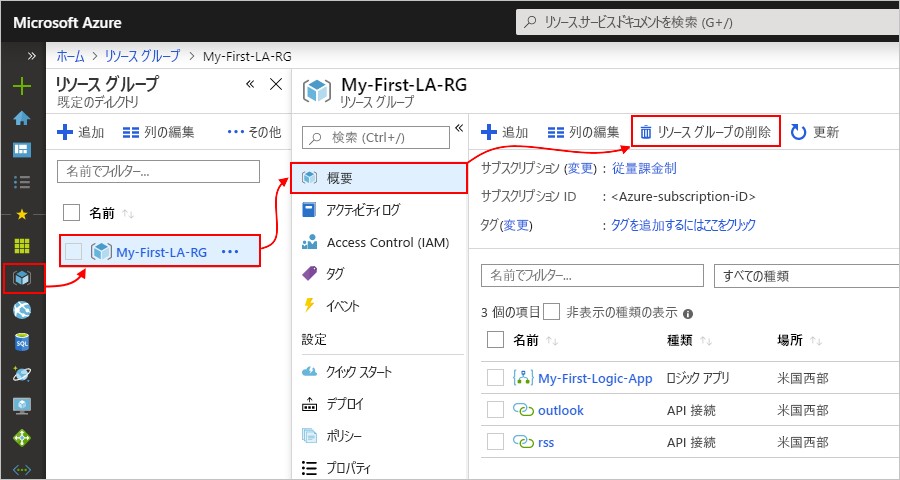 Microsoft Azure
リソース、サービス、ドキュメントを検索 (G+/)
ホーム > リソース グループ > My-First-LA-RG
リソース グループ
既定のディレクトリ
追加 列の編集 その他
名前でフィルター...
名前
My-First-LA-RG
My-First-LA-RG
リソース グループ
検索 (Ctrl+/)
概要
アクティビティ ログ
Access Control (IAM)
タグ
イベント
設定
クイック スタート
デプロイ
ポリシー
プロパティ
追加 列の編集 リソース グループの削除 更新
サブスクリプション (変更) : 従量課金制
サブスクリプション ID : <Azure-subscription-iD>
タグ(変更) : タグを追加するにはここをクリック
名前でフィルター... すべての種類
3 個の項目 非表示の種類の表示
名前 種類 場所
My-First-Logic-App ロジック アプリ 米国西部
outlook API 接続 米国西部
rss API 接続 米国西部